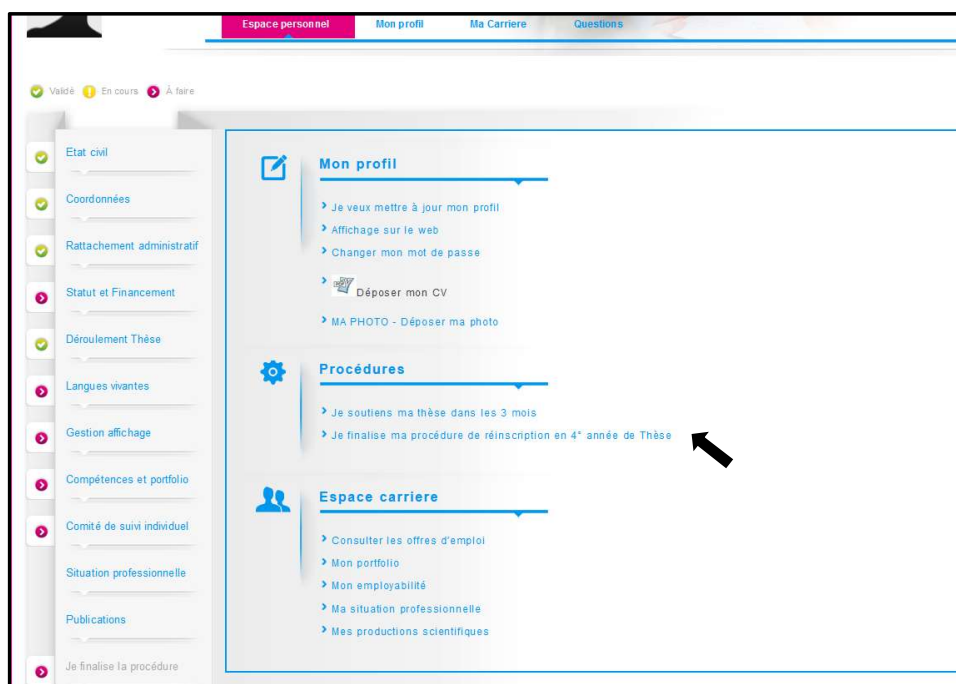 Espace personnel Mon profil Ma Carriere Questions
Validé En cours À faire
Etat civil
Coordonnées
Rattachement administratif
Statut et Financement
Déroulement Thèse
Langues vivantes
Gestion affichage
Compétences et portfolio
Comité de suivi individuel
Situation professionnelle
Publications
Je finalise la procédure
Mon profil
Je veux mettre à jour mon profil
Affichage sur le web
Changer mon mot de passe
Déposer mon CV
MA PHOTO - Déposer ma photo
Procédures
Je soutiens ma thèse dans les 3 mois
Je finalise ma procédure de réinscription en 4° année de Thèse
Espace carriere
Consulter les offres d'emploi
Mon portfolio
Mon employabilité
Ma situation professionnelle
Mes productions scientifiques